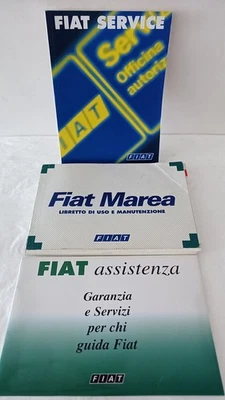 FIAT SERVICE
Servi
Officina
autoriz
FIAT
FIAT
Fiat Marea
LIBRETTO DI USO E MANUTENZIONE
FIAT
FIAT assistenza
Garanzia
e Servizi
per chi
guida Fiat
FIAT